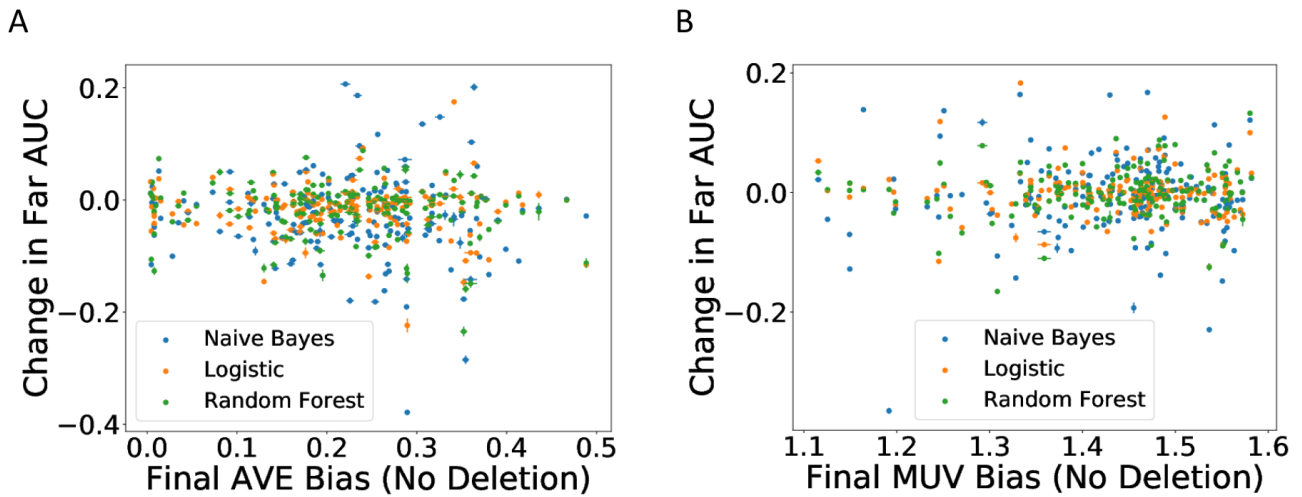 A
Change in Far AUC
0.2
0.0
−0.2
−0.4
Naive Bayes
Logistic
Random Forest
0.0 0.1 0.2 0.3 0.4 0.5
Final AVE Bias (No Deletion)
B
Change in Far AUC
0.2
0.0
−0.2
Naive Bayes
Logistic
Random Forest
1.1 1.2 1.3 1.4 1.5 1.6
Final MUV Bias (No Deletion)